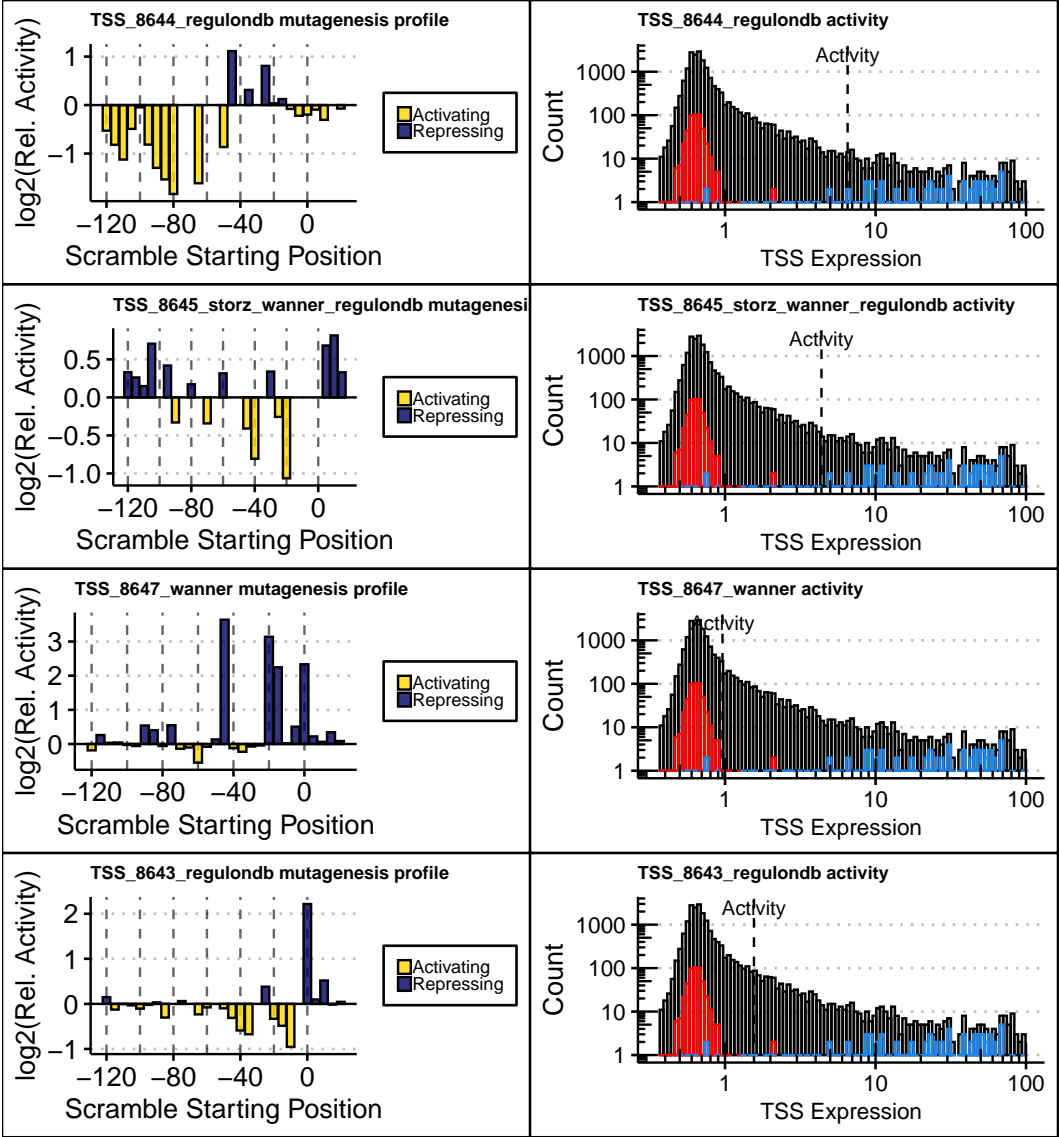 TSS_8644_regulondb mutagenesis profile
log2(Rel. Activity)
1
0
−1
−120 −80 −40 0
Scramble Starting Position
Activating
Repressing
TSS_8644_regulondb activity
Activity
Count
1000
100
10
1
1 10 100
TSS Expression
TSS_8645_storz_wanner_regulondb mutagenesi
log2(Rel. Activity)
0.5
0.0
−0.5
−1.0
−120 −80 −40 0
Scramble Starting Position
Activating
Repressing
TSS_8645_storz_wanner_regulondb activity
Activity
Count
1000
100
10
1
1 10 100
TSS Expression
TSS_8647_wanner mutagenesis profile
log2(Rel. Activity)
3
2
1
0
−120 −80 −40 0
Scramble Starting Position
Activating
Repressing
TSS_8647_wanner activity
Activity
Count
1000
100
10
1
1 10 100
TSS Expression
TSS_8643_regulondb mutagenesis profile
log2(Rel. Activity)
2
1
0
−1
−120 −80 −40 0
Scramble Starting Position
Activating
Repressing
TSS_8643_regulondb activity
Activity
Count
1000
100
10
1
1 10 100
TSS Expression